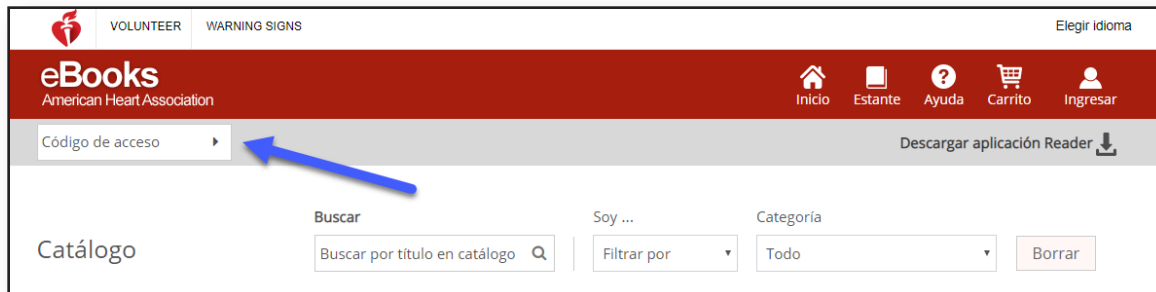 VOLUNTEER WARNING SIGNS Elegir idioma
eBooks
American Heart Association
Inicio Estante Ayuda Carrito Ingresar
Código de acceso Descargar aplicación Reader
Buscar Soy ... Categoría
Catálogo Buscar por título en catálogo Filtrar por Todo Borrar